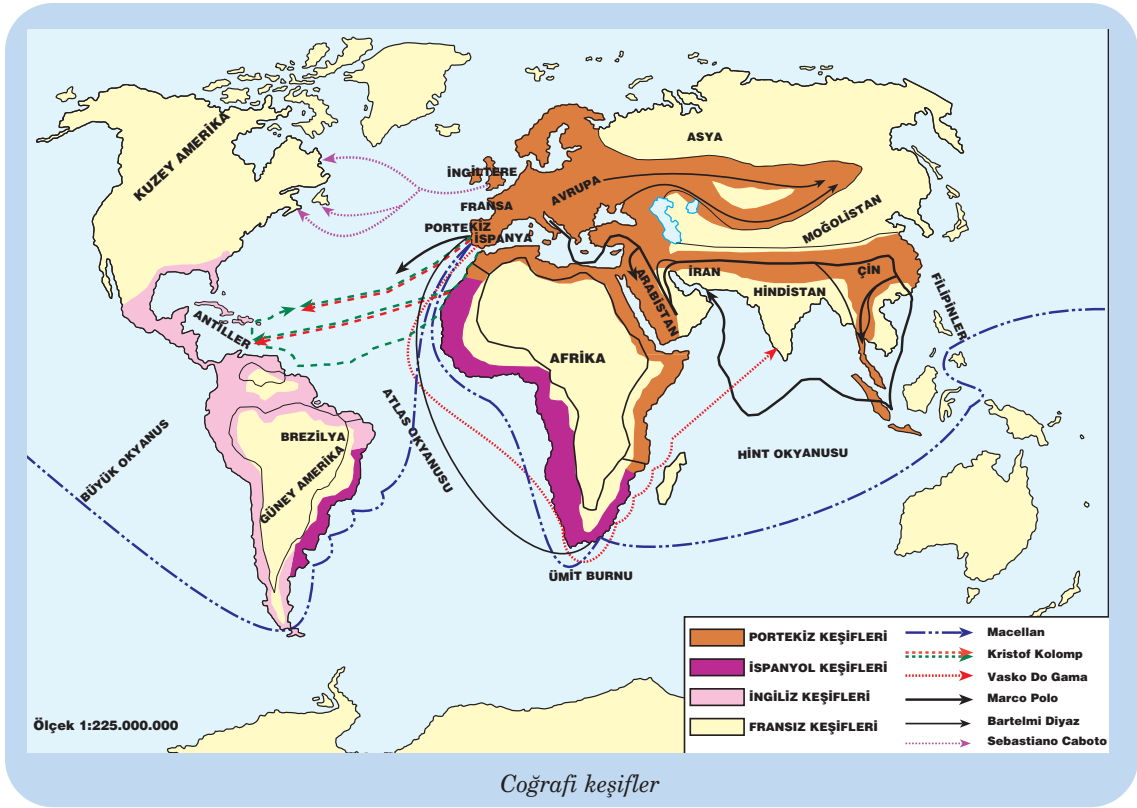 KUZEY AMERİKA
ASYA
İNGİLTERE
AVRUPA
FRANSA
MOĞOLİSTAN
PORTEKİZ
İSPANYA
İRAN
ÇİN
ARABİSTAN
HİNDİSTAN
FİLİPİNLER
ANTİLLER
AFRİKA
ATLAS OKYANUSU
BREZİLYA
BÜYÜK OKYANUS
GÜNEY AMERİKA
HİNT OKYANUSU
ÜMİT BURNU
PORTEKİZ KEŞİFLERİ
İSPANYOL KEŞİFLERİ
İNGİLİZ KEŞİFLERİ
FRANSIZ KEŞİFLERİ
Macellan
Kristof Kolomp
Vasko Do Gama
Marco Polo
Bartelmi Diyaz
Sebastiano Caboto
Ölçek 1:225.000.000
Coğrafi keşifler